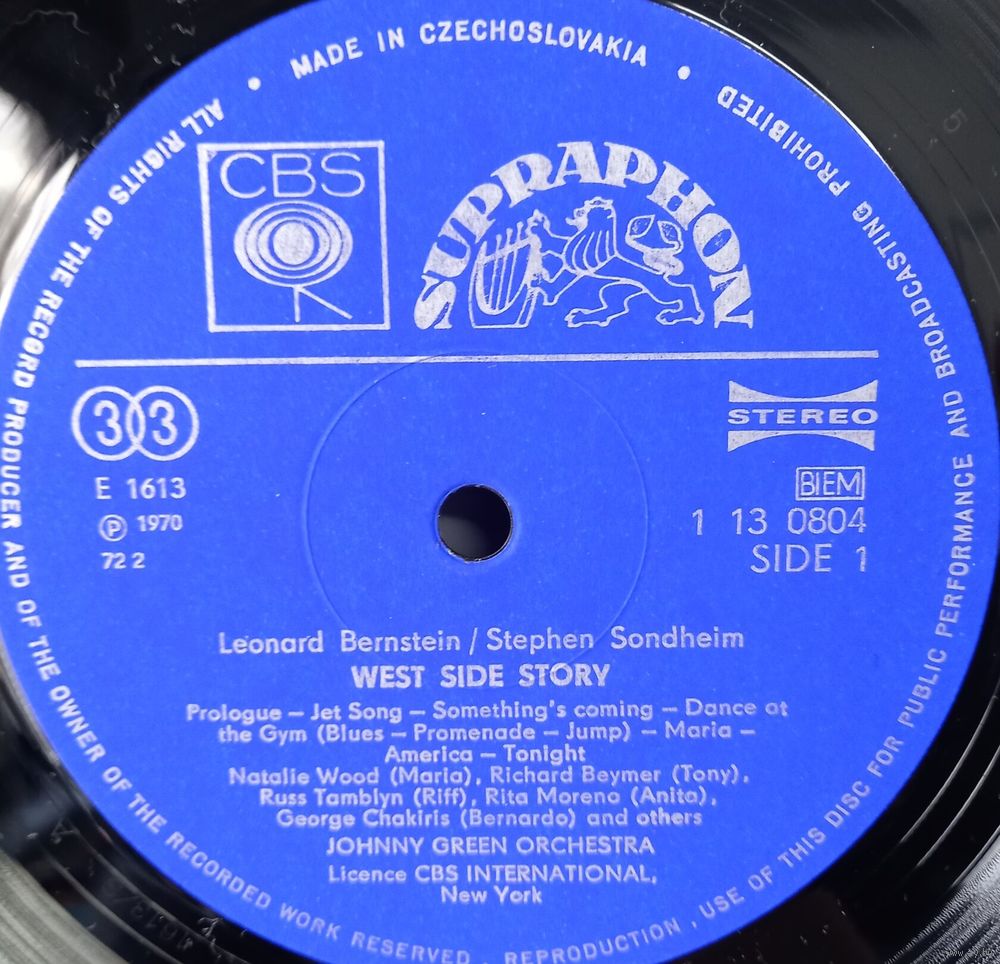 MADE IN CZECHOSLOVAKIA • PROHIBITED
ALL RIGHTS OF THE RECORD PRODUCER AND OF THE OWNER OF THE RECORDED WORK RESERVED . REPRODUCTION , USE OF THIS DISC FOR PUBLIC PERFORMANCE AND BROADCASTING
CBS
SUPRAPHON
33
STEREO
E 1613
BIEM
Ⓟ 1970
1 13 0804
72 2
SIDE 1
Leonard Bernstein / Stephen Sondheim
WEST SIDE STORY
Prologue – Jet Song – Something's coming – Dance at
the Gym (Blues – Promenade – Jump) – Maria –
America – Tonight
Natalie Wood (Maria), Richard Beymer (Tony),
Russ Tamblyn (Riff), Rita Moreno (Anita),
George Chakiris (Bernardo) and others
JOHNNY GREEN ORCHESTRA
Licence CBS INTERNATIONAL,
New York